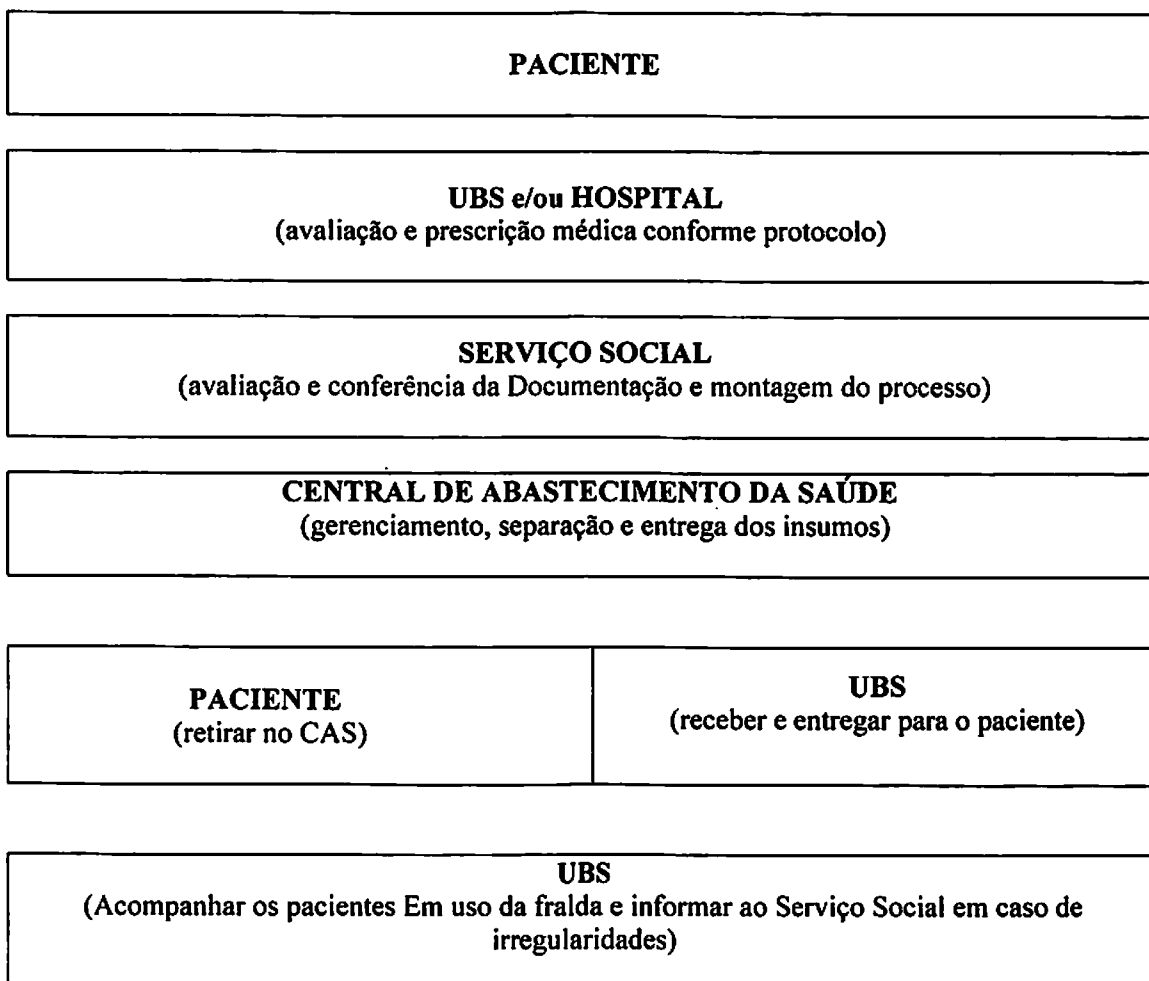 PACIENTE
UBS e/ou HOSPITAL
(avaliação e prescrição médica conforme protocolo)
SERVIÇO SOCIAL
(avaliação e conferência da Documentação e montagem do processo)
CENTRAL DE ABASTECIMENTO DA SAÚDE
(gerenciamento, separação e entrega dos insumos)
PACIENTE
(retirar no CAS)
UBS
(receber e entregar para o paciente)
UBS
(Acompanhar os pacientes Em uso da fralda e informar ao Serviço Social em caso de
irregularidades)